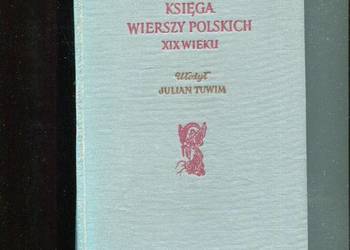 KSIĘGA
WIERSZY POLSKICH
XIX WIEKU
Ułożył
JULIAN TUWIM